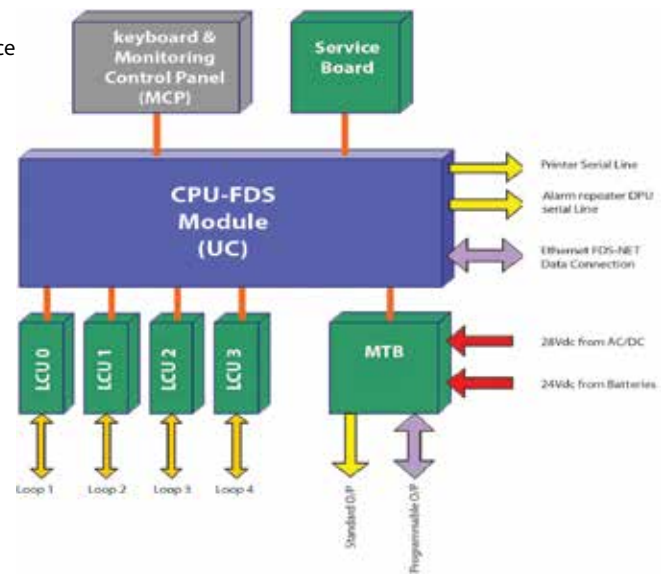 ce
keyboard &
Monitoring
Control Panel
(MCP)
Service
Board
CPU-FDS
Module
(UC)
Printer Serial Line
Alarm repeater DPU
serial Line
Ethernet FDS-NET
Data Connection
LCU 0
LCU 1
LCU 2
LCU 3
MTB
28Vdc from AC/DC
24Vdc from Batteries
Loop 1
Loop 2
Loop 3
Loop 4
Standard O/P
Programmable O/P